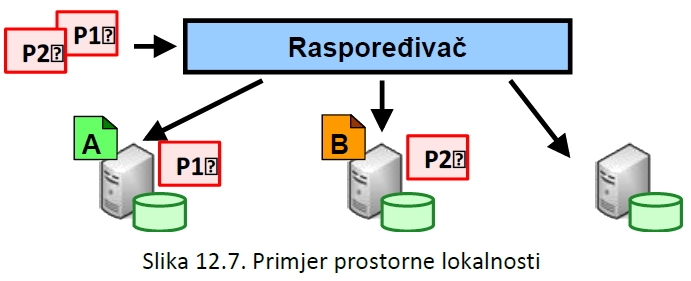 P1
P2
Raspoređivač
A
P1
B
P2
Slika 12.7. Primjer prostorne lokalnosti